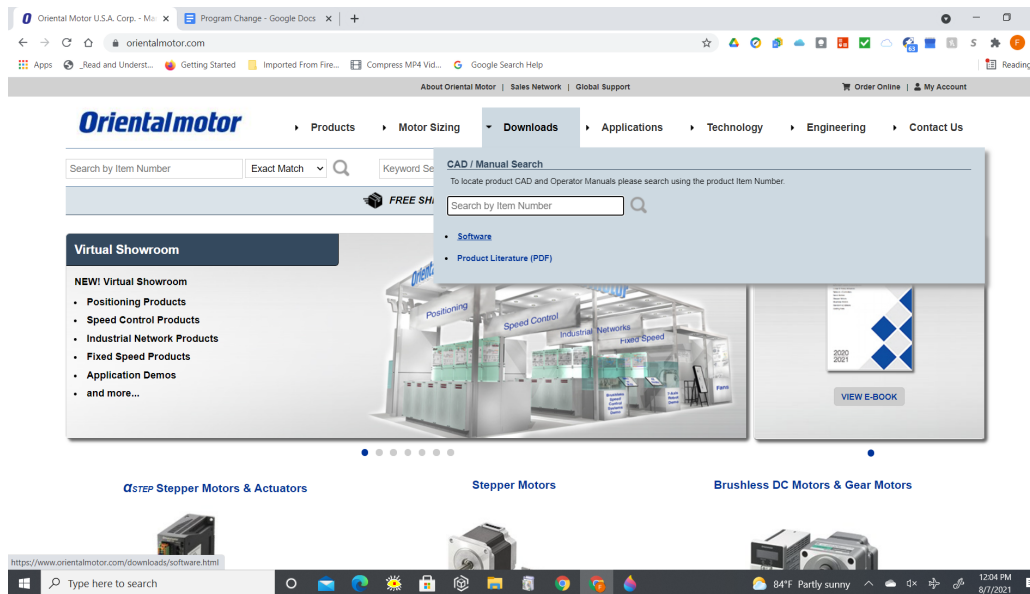 Oriental Motor U.S.A. Corp. - Ma
Program Change - Google Docs
orientalmotor.com
63
S
F
Apps
_Read and Underst...
Getting Started
Imported From Fire...
Compress MP4 Vid...
Google Search Help
Reading
About Oriental Motor | Sales Network | Global Support
Order Online | My Account
Orientalmotor
Products
Motor Sizing
Downloads
Applications
Technology
Engineering
Contact Us
Search by Item Number
Exact Match
Keyword Se
FREE SHI
CAD / Manual Search
To locate product CAD and Operator Manuals please search using the product Item Number.
Search by Item Number
• Software
• Product Literature (PDF)
Virtual Showroom
NEW! Virtual Showroom
• Positioning Products
• Speed Control Products
• Industrial Network Products
• Fixed Speed Products
• Application Demos
• and more...
Positioning
Speed Control
Industrial Networks
Fixed Speed
Fans
2020
2021
VIEW E-BOOK
αSTEP Stepper Motors & Actuators
Stepper Motors
Brushless DC Motors & Gear Motors
https://www.orientalmotor.com/downloads/software.html
Type here to search
84°F Partly sunny
12:04 PM
8/7/2021